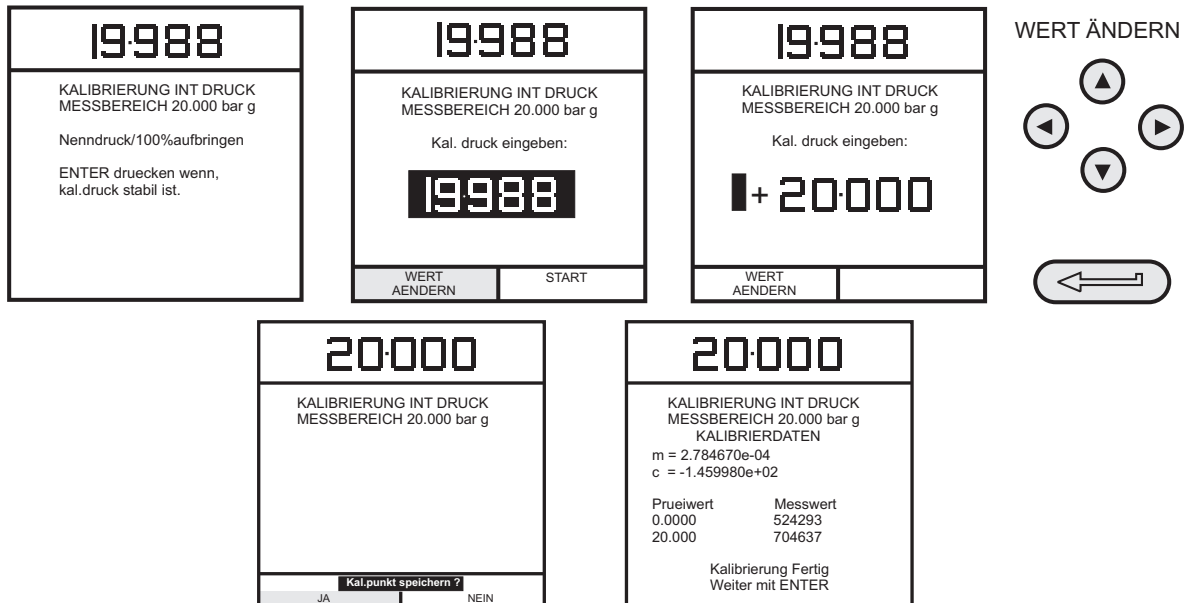 19.988
KALIBRIERUNG INT DRUCK
MESSBEREICH 20.000 bar g
Nenndruck/100%aufbringen
ENTER druecken wenn,
kal.druck stabil ist.
19.988
KALIBRIERUNG INT DRUCK
MESSBEREICH 20.000 bar g
Kal. druck eingeben:
19.988
WERT
AENDERN
START
19.988
KALIBRIERUNG INT DRUCK
MESSBEREICH 20.000 bar g
Kal. druck eingeben:
+ 20.000
WERT
AENDERN
WERT ÄNDERN
20.000
KALIBRIERUNG INT DRUCK
MESSBEREICH 20.000 bar g
Kal.punkt speichern ?
JA NEIN
20.000
KALIBRIERUNG INT DRUCK
MESSBEREICH 20.000 bar g
KALIBRIERDATEN
m = 2.784670e-04
c = -1.459980e+02
Prueiwert Messwert
0.0000 524293
20.000 704637
Kalibrierung Fertig
Weiter mit ENTER